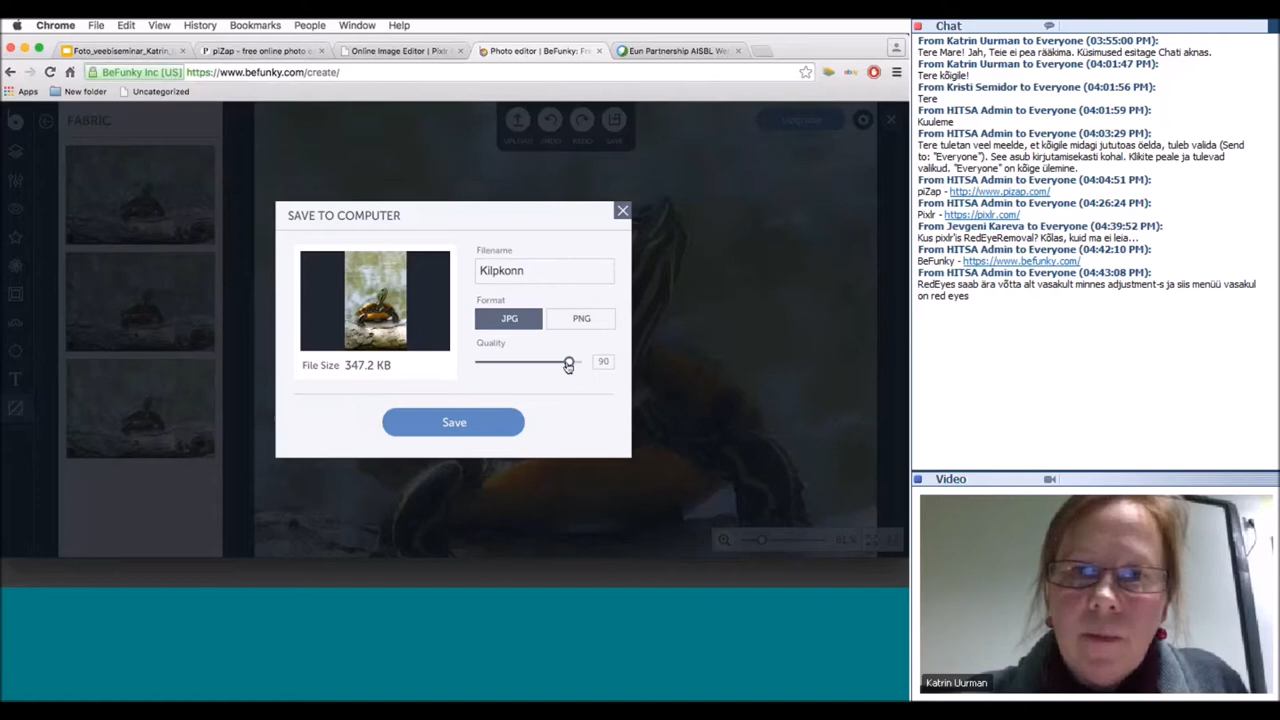 Chrome File Edit View History Bookmarks People Window Help
Foto_veebiseminar_Katrin_ piZap – free online photo e Online Image Editor | Pixlr Photo editor | BeFunky: Fre Eun Partnership AISBL We
BeFunky Inc [US] https://www.befunky.com/create/
Apps New folder Uncategorized
FABRIC
UPLOAD UNDO REDO SAVE
Upgrade
SAVE TO COMPUTER
Filename
Kilpkonn
Format
JPG PNG
Quality
90
File Size 347.2 KB
Save
81 %
Chat
From Katrin Uurman to Everyone (03:55:00 PM):
Tere Mare! Jah, Teie ei pea rääkima. Küsimused esitage Chati aknas.
From Katrin Uurman to Everyone (04:01:47 PM):
Tere kõigile!
From Kristi Semidor to Everyone (04:01:56 PM):
Tere
From HITSA Admin to Everyone (04:01:59 PM):
Kuuleme
From HITSA Admin to Everyone (04:03:29 PM):
Tere tuletan veel meelde, et kõigile midagi jututoas öelda, tuleb valida (Send
to: "Everyone"). See asub kirjutamisekasti kohal. Klikite peale ja tulevad
valikud. "Everyone" on kõige ülemine.
From HITSA Admin to Everyone (04:04:51 PM):
piZap - http://www.pizap.com/
From HITSA Admin to Everyone (04:26:24 PM):
Pixlr - https://pixlr.com/
From Jevgeni Kareva to Everyone (04:39:52 PM):
Kus pixlr'is RedEyeRemoval? Kõlas, kuid ma ei leia...
From HITSA Admin to Everyone (04:42:10 PM):
BeFunky - https://www.befunky.com/
From HITSA Admin to Everyone (04:43:08 PM):
RedEyes saab ära võtta alt vasakult minnes adjustment-s ja siis menüü vasakul
on red eyes
Video
Katrin Uurman